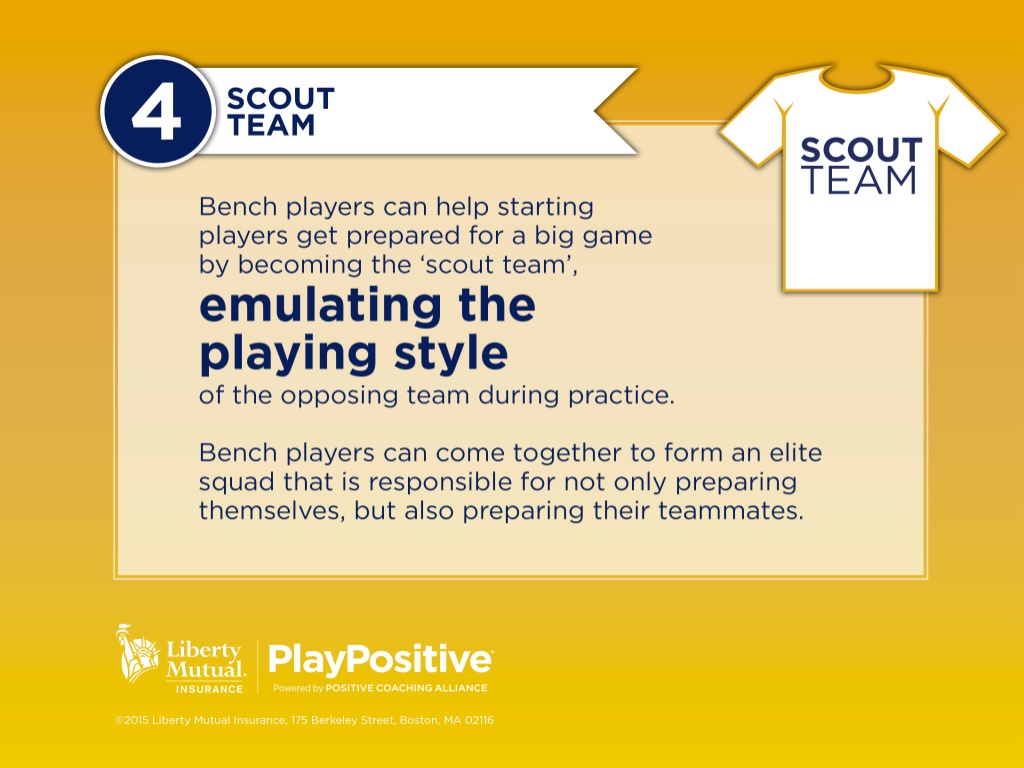 4
SCOUT
TEAM
SCOUT
TEAM
Bench players can help starting
players get prepared for a big game
by becoming the ‘scout team’,
emulating the
playing style
of the opposing team during practice.
Bench players can come together to form an elite
squad that is responsible for not only preparing
themselves, but also preparing their teammates.
Liberty
Mutual®
INSURANCE
PlayPositive®
Powered by POSITIVE COACHING ALLIANCE
©2015 Liberty Mutual Insurance, 175 Berkeley Street, Boston, MA 02116